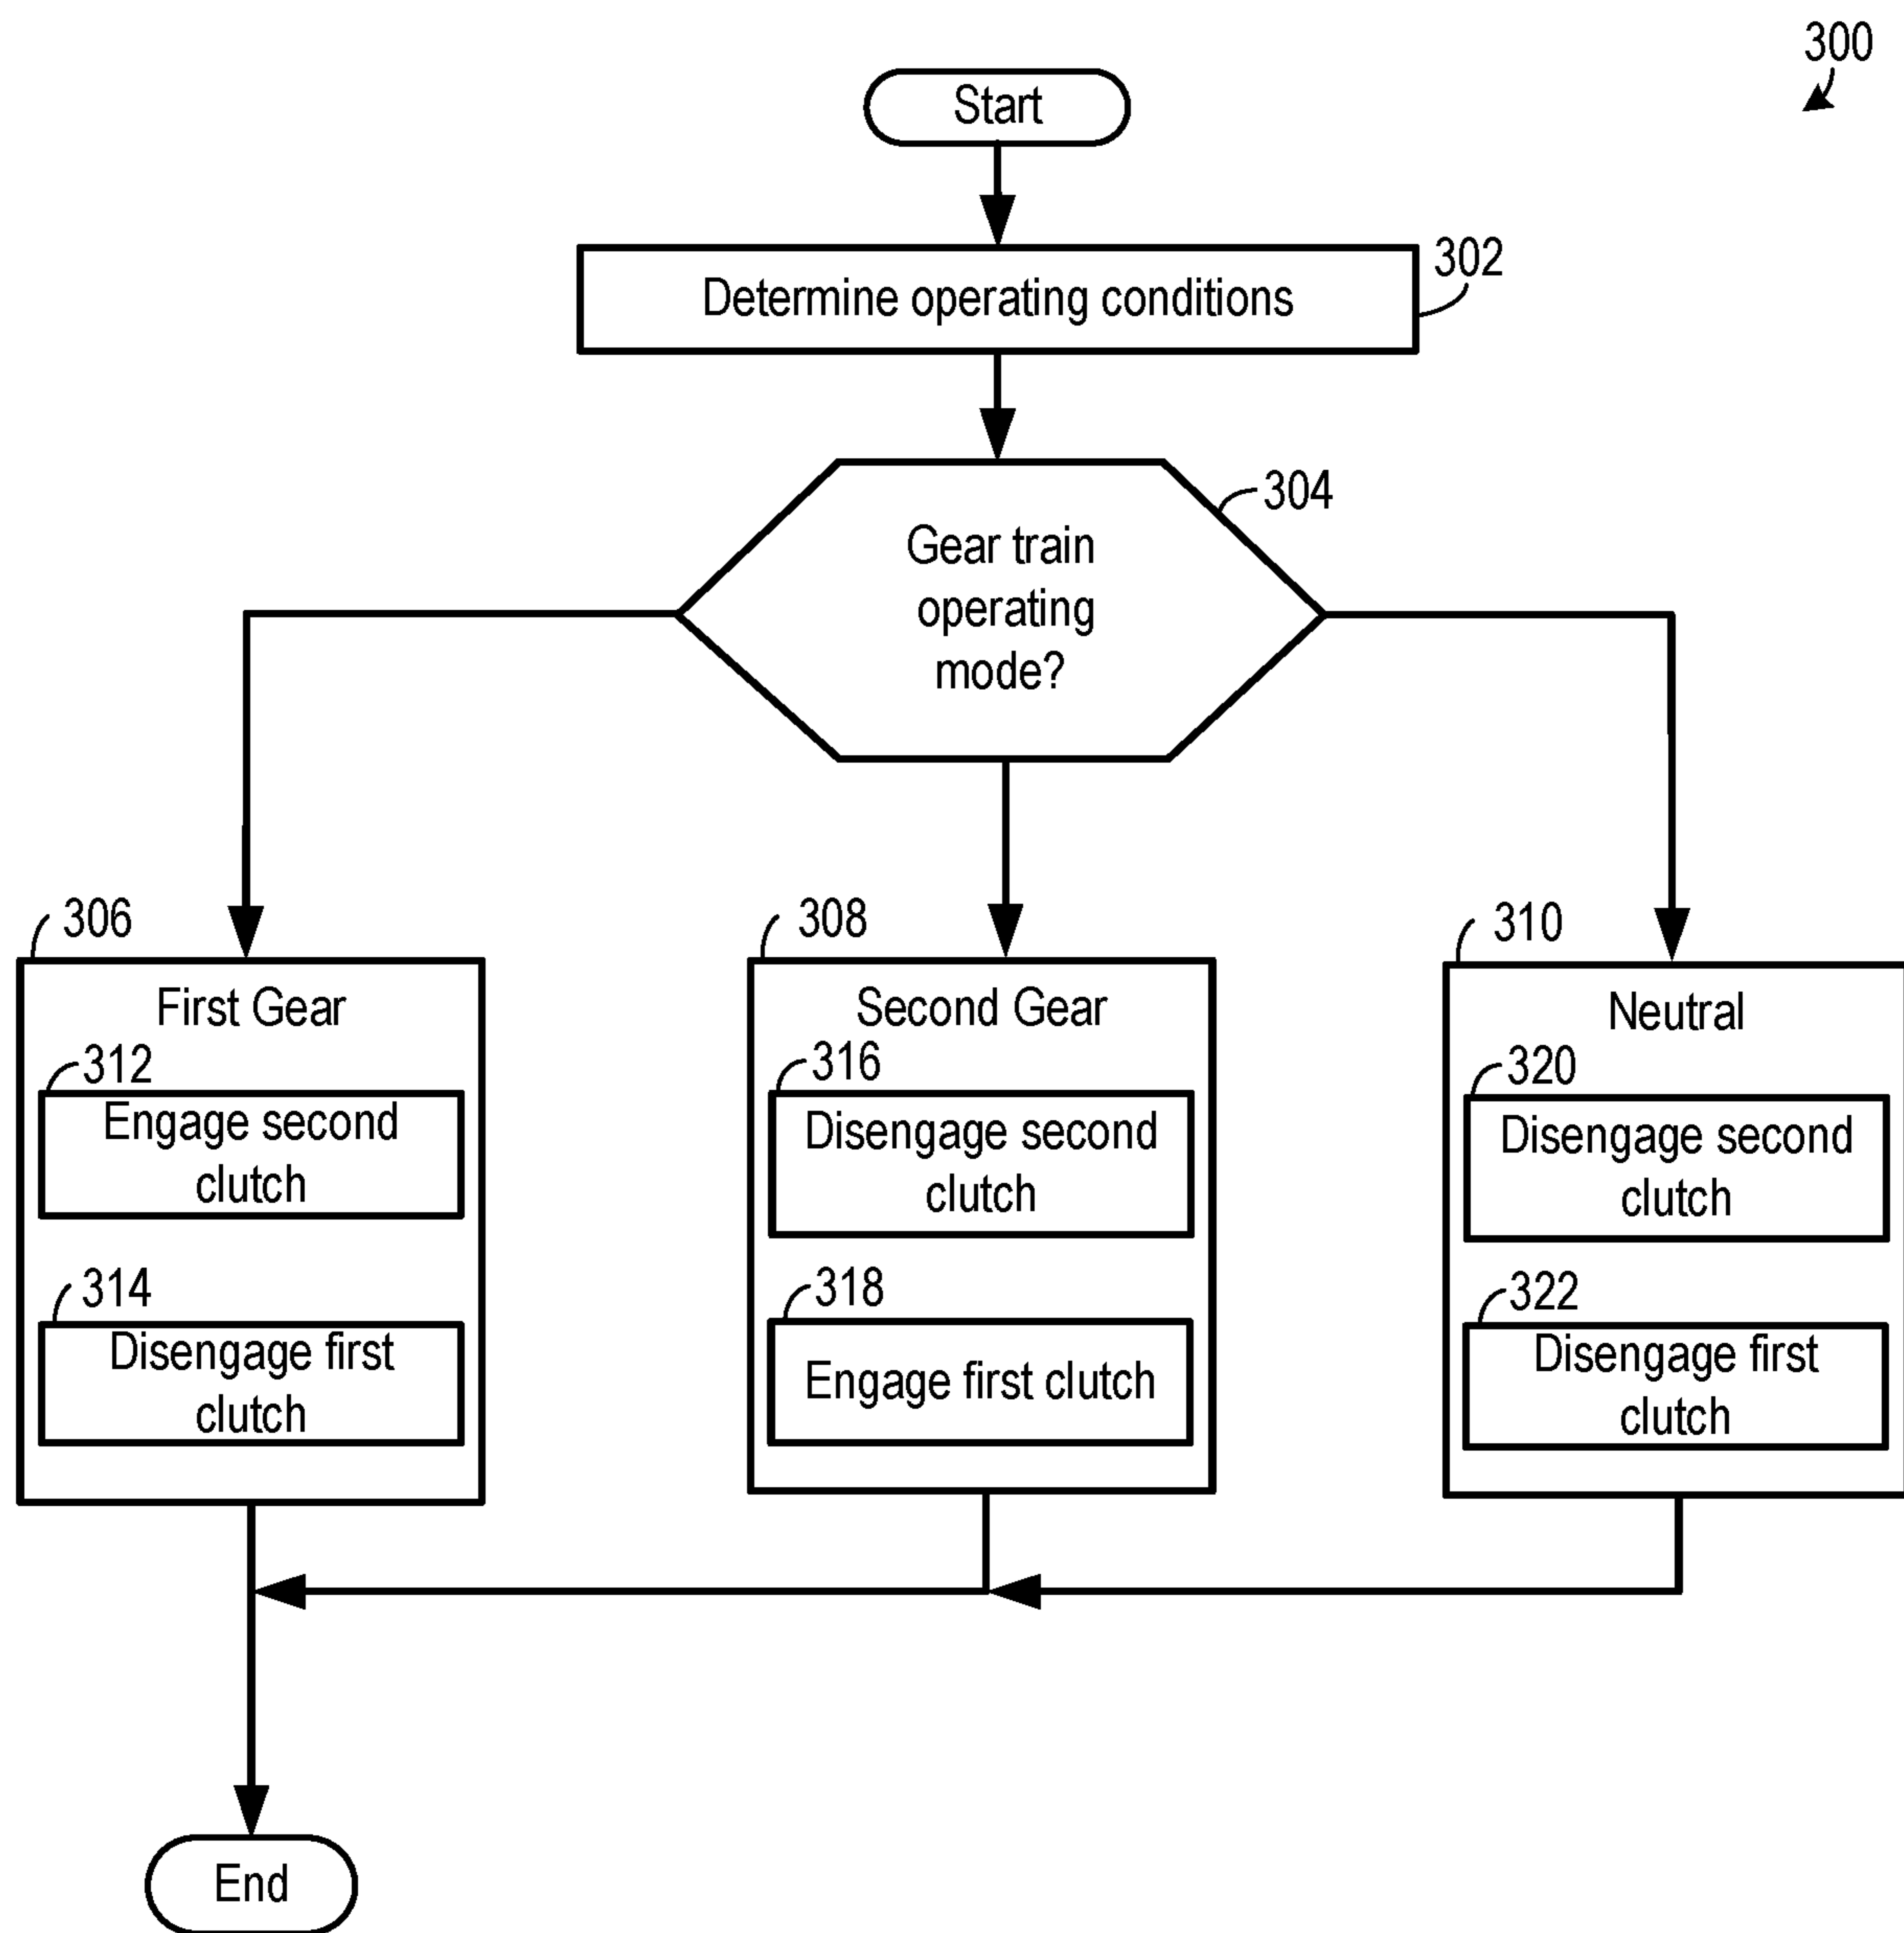 300
Start
302
Determine operating conditions
304
Gear train
operating
mode?
306
First Gear
312
Engage second
clutch
314
Disengage first
clutch
308
Second Gear
316
Disengage second
clutch
318
Engage first clutch
310
Neutral
320
Disengage second
clutch
322
Disengage first
clutch
End